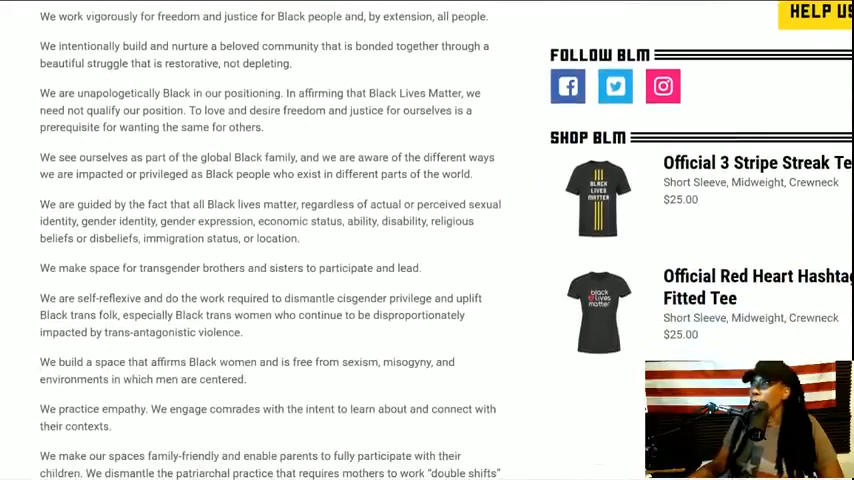 We work vigorously for freedom and justice for Black people and, by extension, all people.
We intentionally build and nurture a beloved community that is bonded together through a
beautiful struggle that is restorative, not depleting.
We are unapologetically Black in our positioning. In affirming that Black Lives Matter, we
need not qualify our position. To love and desire freedom and justice for ourselves is a
prerequisite for wanting the same for others.
We see ourselves as part of the global Black family, and we are aware of the different ways
we are impacted or privileged as Black people who exist in different parts of the world.
We are guided by the fact that all Black lives matter, regardless of actual or perceived sexual
identity, gender identity, gender expression, economic status, ability, disability, religious
beliefs or disbeliefs, immigration status, or location.
We make space for transgender brothers and sisters to participate and lead.
We are self-reflexive and do the work required to dismantle cisgender privilege and uplift
Black trans folk, especially Black trans women who continue to be disproportionately
impacted by trans-antagonistic violence.
We build a space that affirms Black women and is free from sexism, misogyny, and
environments in which men are centered.
We practice empathy. We engage comrades with the intent to learn about and connect with
their contexts.
We make our spaces family-friendly and enable parents to fully participate with their
children. We dismantle the patriarchal practice that requires mothers to work “double shifts”
HELP US
FOLLOW BLM
SHOP BLM
BLACK
LIVES
MATTER
Official 3 Stripe Streak Te
Short Sleeve, Midweight, Crewneck
$25.00
black
lives
matter
Official Red Heart Hashtag
Fitted Tee
Short Sleeve, Midweight, Crewneck
$25.00